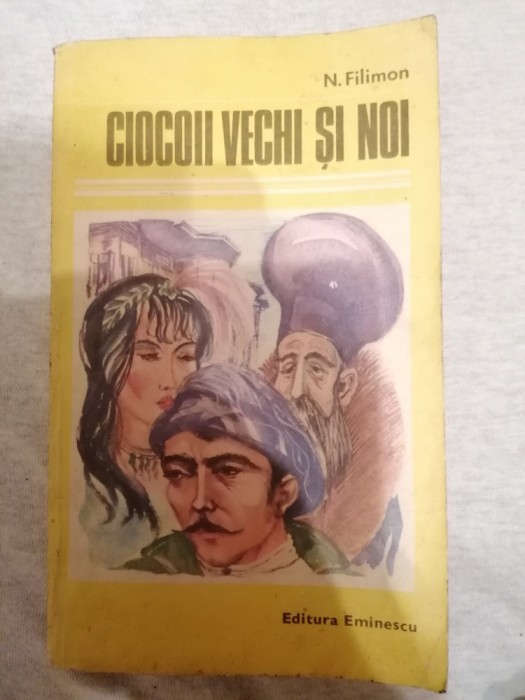 N. Filimon
CIOCOII VECHI ȘI NOI
Editura Eminescu